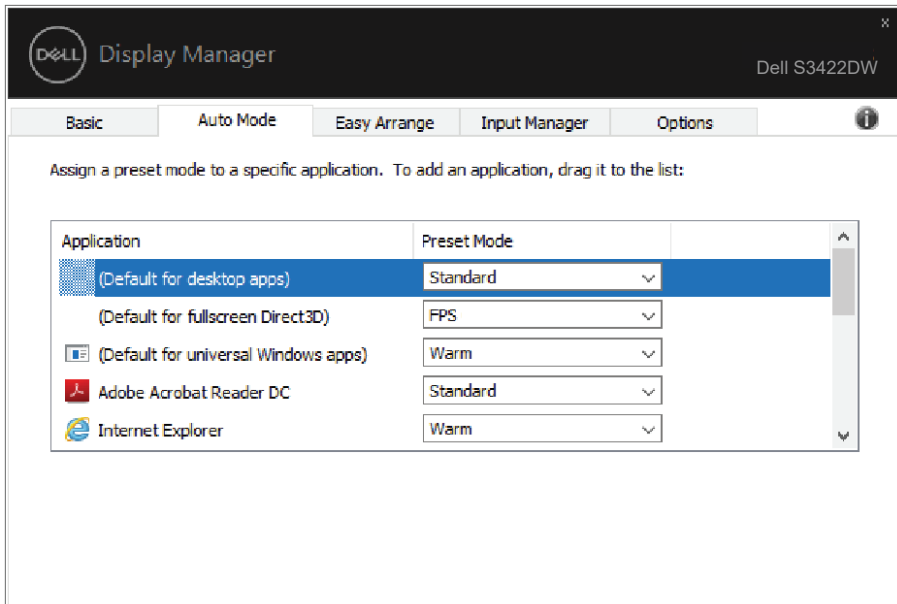 x
DELL
Display Manager
Dell S3422DW
Basic
Auto Mode
Easy Arrange
Input Manager
Options
i
Assign a preset mode to a specific application. To add an application, drag it to the list:
Application Preset Mode
(Default for desktop apps) Standard
(Default for fullscreen Direct3D) FPS
(Default for universal Windows apps) Warm
Adobe Acrobat Reader DC Standard
Internet Explorer Warm